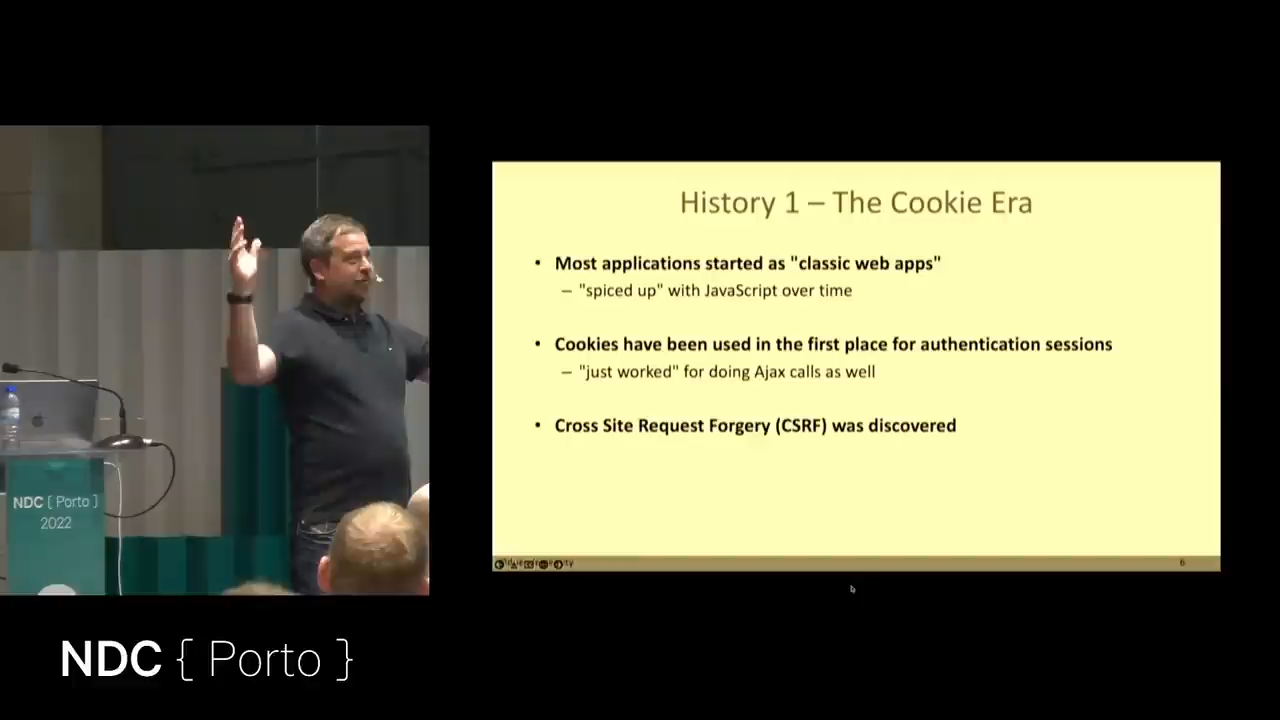 History 1 – The Cookie Era
• Most applications started as "classic web apps"
– "spiced up" with JavaScript over time
• Cookies have been used in the first place for authentication sessions
– "just worked" for doing Ajax calls as well
• Cross Site Request Forgery (CSRF) was discovered
6
NDC { Porto }
2022
NDC { Porto }